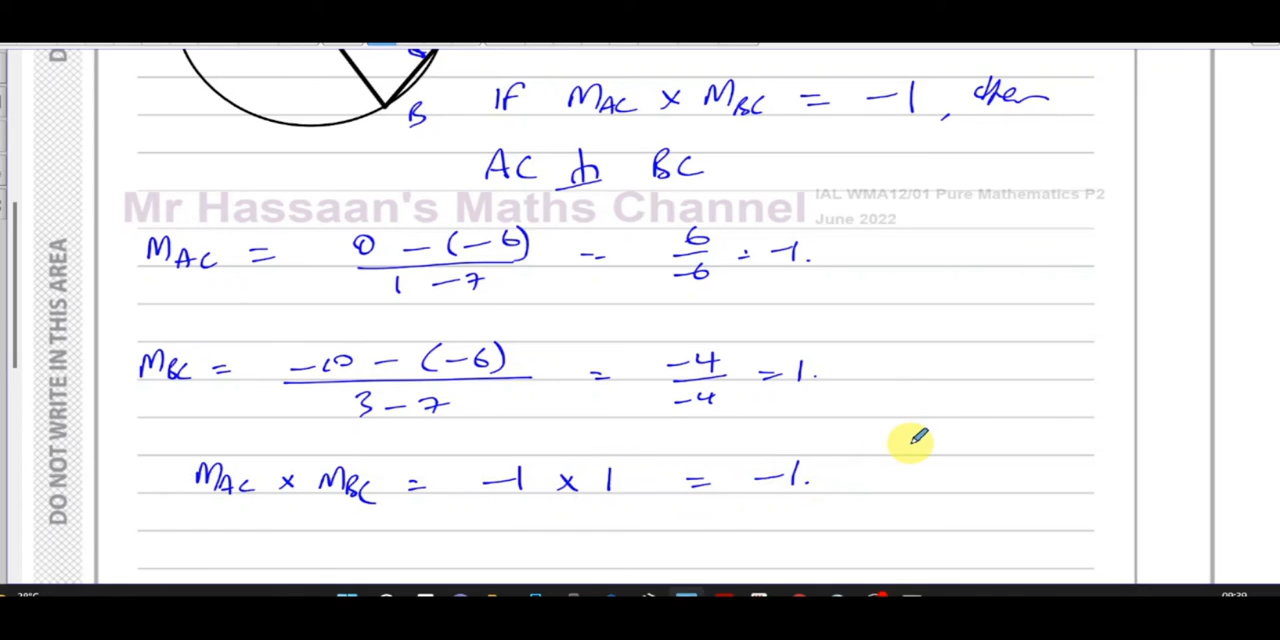 If M_AC × M_BC = -1, then
B
AC ⊥ BC
Mr Hassaan's Maths Channel
IAL WMA12/01 Pure Mathematics P2
June 2022
M_AC = 0 - (-6) / 1 - 7 = 6 / -6 = -1.
M_BC = -10 - (-6) / 3 - 7 = -4 / -4 = 1.
M_AC × M_BC = -1 × 1 = -1.
DO NOT WRITE IN THIS AREA